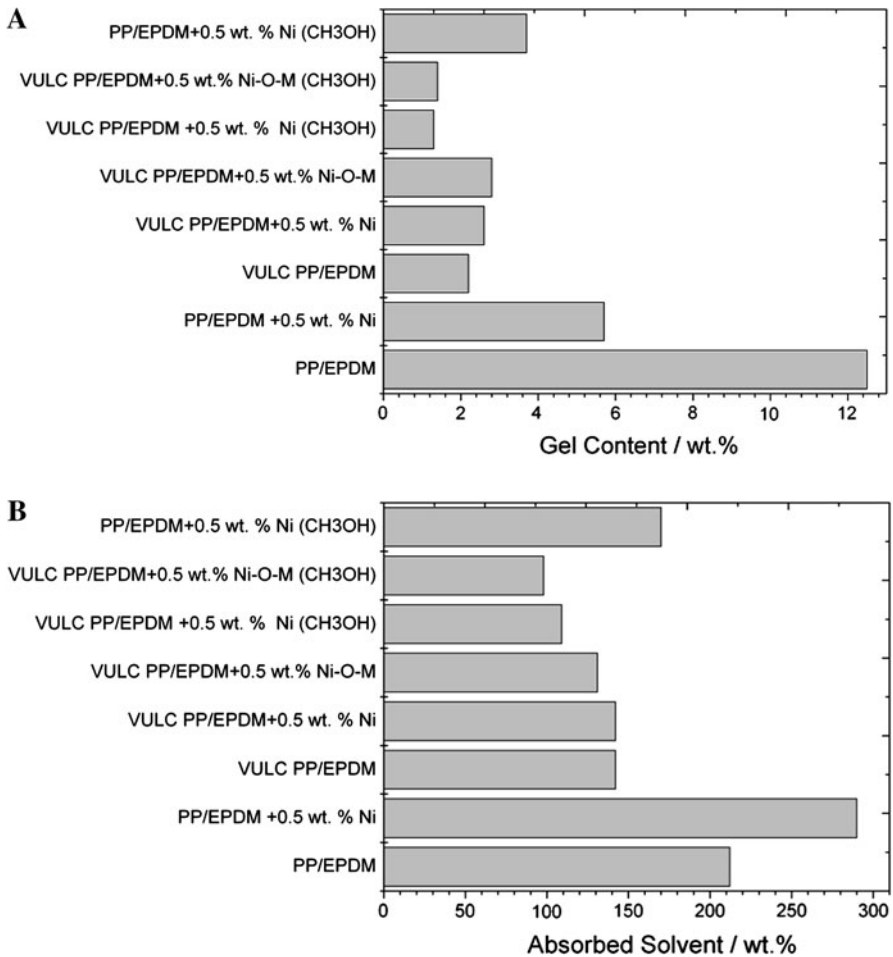 A
PP/EPDM+0.5 wt. % Ni (CH3OH)
VULC PP/EPDM+0.5 wt.% Ni-O-M (CH3OH)
VULC PP/EPDM +0.5 wt. %  Ni (CH3OH)
VULC PP/EPDM+0.5 wt.% Ni-O-M
VULC PP/EPDM+0.5 wt. % Ni
VULC PP/EPDM
PP/EPDM +0.5 wt. % Ni
PP/EPDM
0 2 4 6 8 10 12
Gel Content / wt.%
B
PP/EPDM+0.5 wt. % Ni (CH3OH)
VULC PP/EPDM+0.5 wt.% Ni-O-M (CH3OH)
VULC PP/EPDM +0.5 wt. %  Ni (CH3OH)
VULC PP/EPDM+0.5 wt.% Ni-O-M
VULC PP/EPDM+0.5 wt. % Ni
VULC PP/EPDM
PP/EPDM +0.5 wt. % Ni
PP/EPDM
0 50 100 150 200 250 300
Absorbed Solvent / wt.%